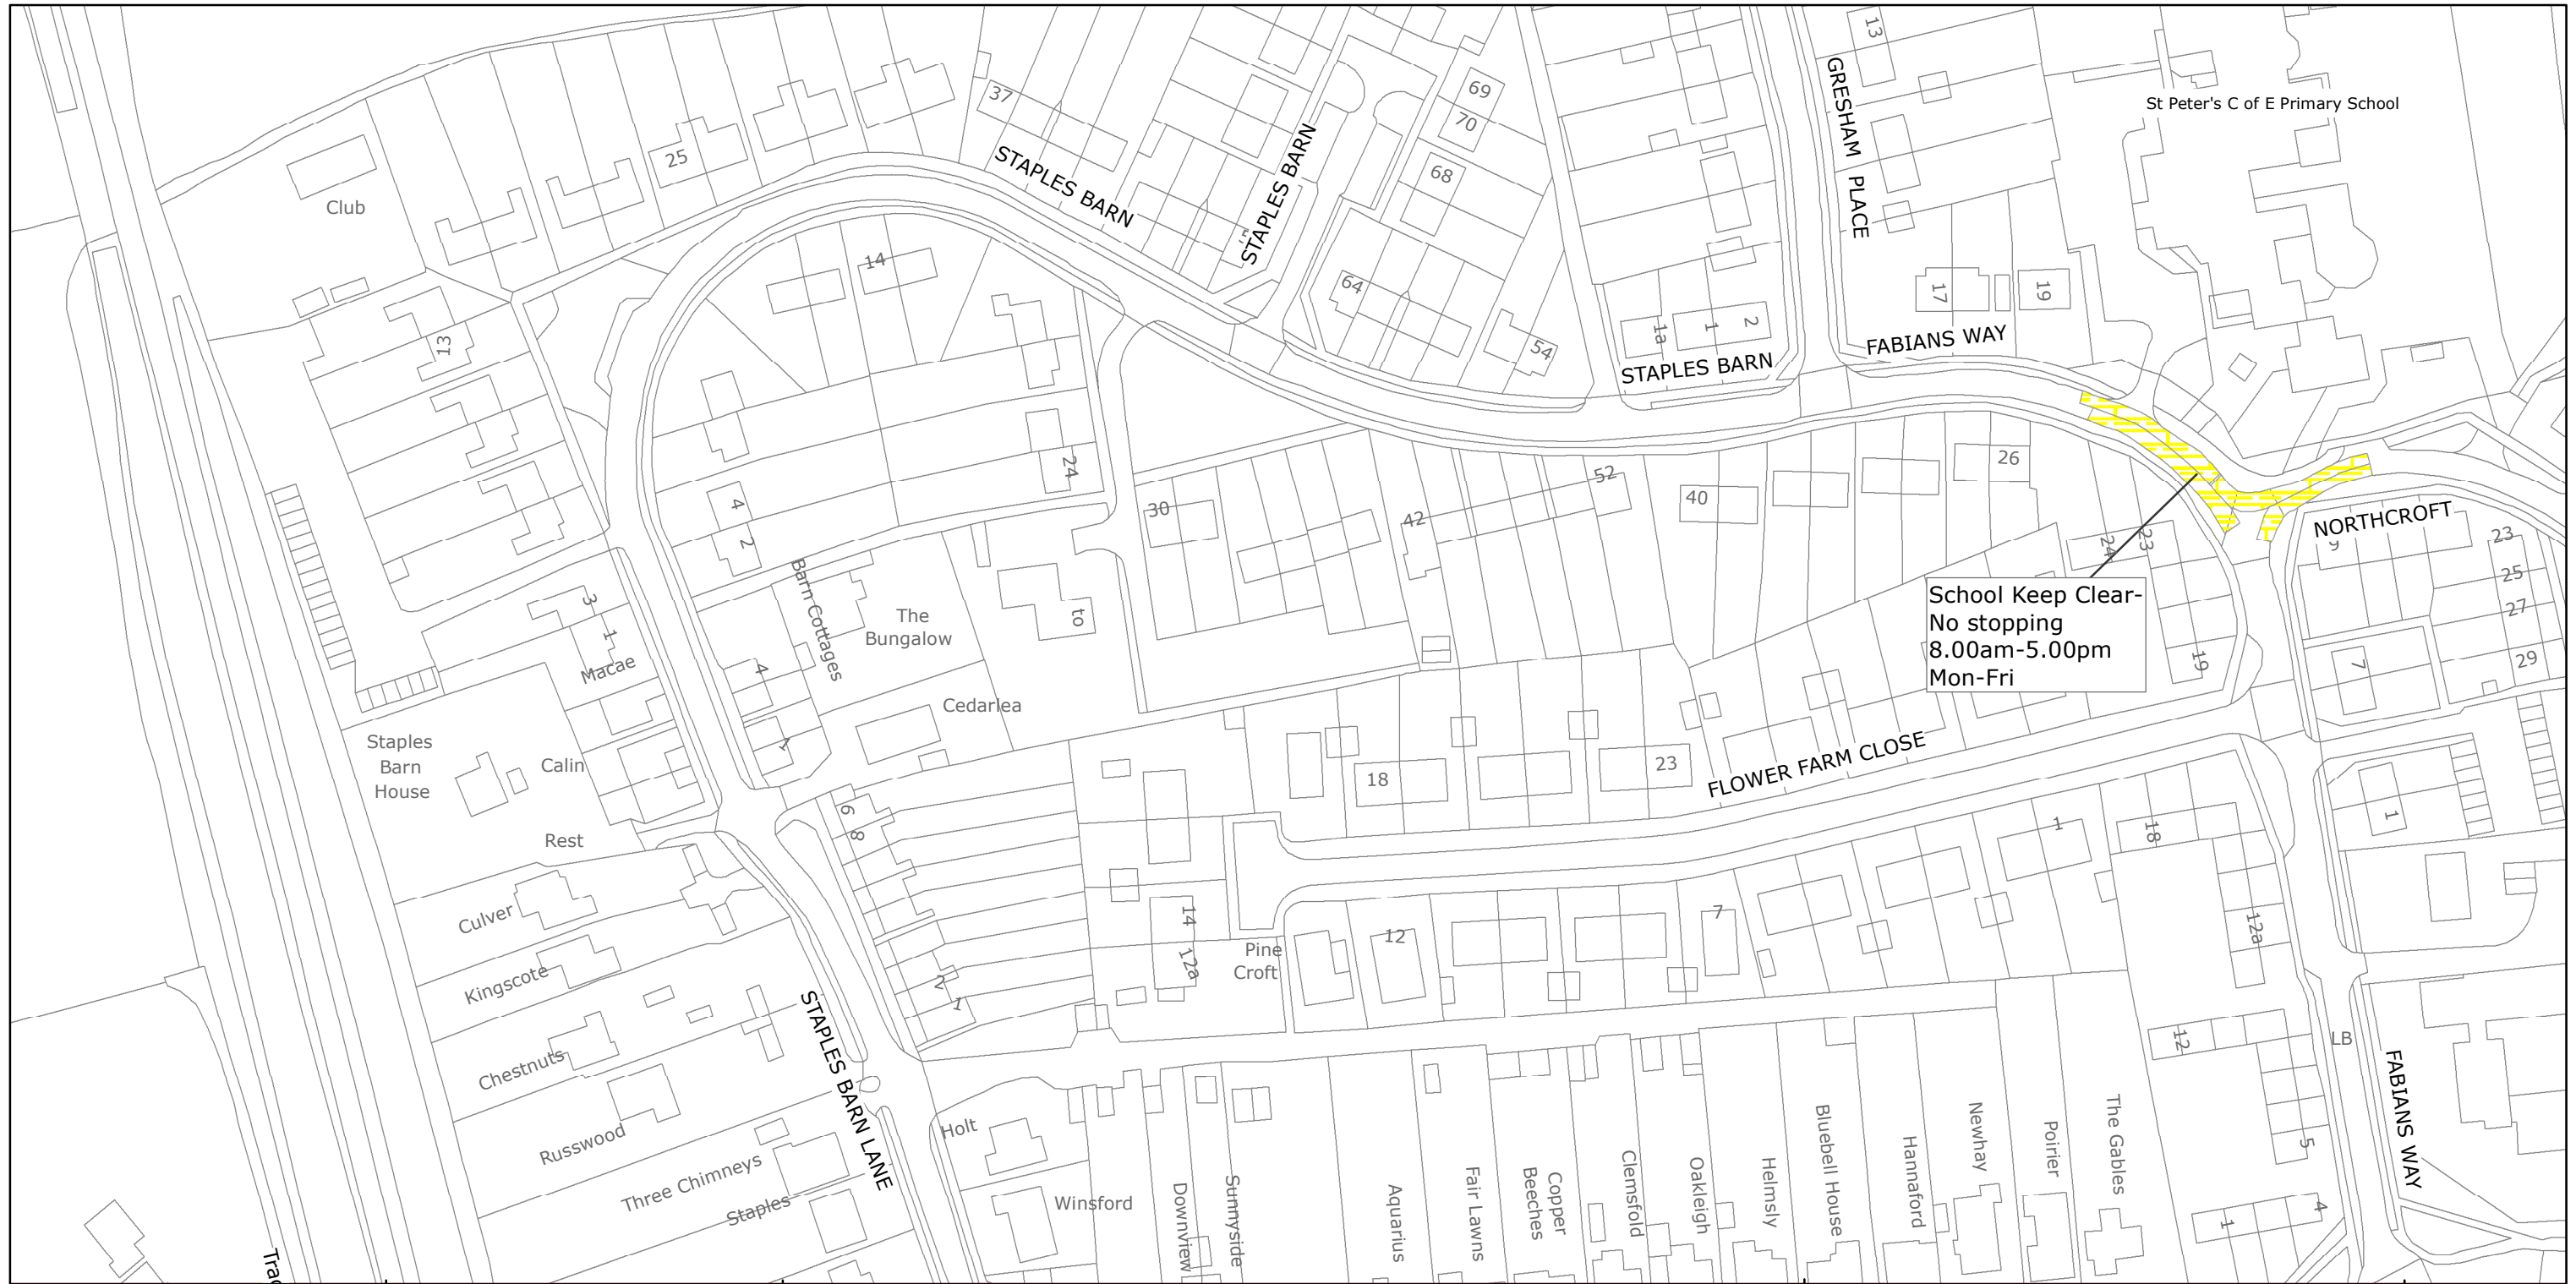 13
GRESHAM PLACE
St Peter's C of E Primary School
37
69
70
STAPLES BARN
STAPLES BARN
25
68
Club
14
64
17
19
13
1a
1
2
54
FABIANS WAY
STAPLES BARN
24
4
2
30
52
42
40
26
24
23
NORTHCROFT
9
23
25
27
29
School Keep Clear-
No stopping
8.00am-5.00pm
Mon-Fri
3
1
Macae
Barn Cottages
The
Bungalow
to
19
7
4
1
Cedarlea
Staples
Barn
House
Calin
Rest
18
23
FLOWER FARM CLOSE
6
8
1
18
1
Culver
14
12a
Pine
Croft
12
7
12a
Kingscote
2
1
Chestnuts
STAPLES BARN LANE
12
LB
FABIANS WAY
Russwood
Holt
Three Chimneys
Staples
Winsford
Downview
Sunnyside
Aquarius
Fair Lawns
Copper
Beeches
Clemsfold
Oakleigh
Helmsly
Bluebell House
Hannaford
Newhay
Poirier
The Gables
5
1
4